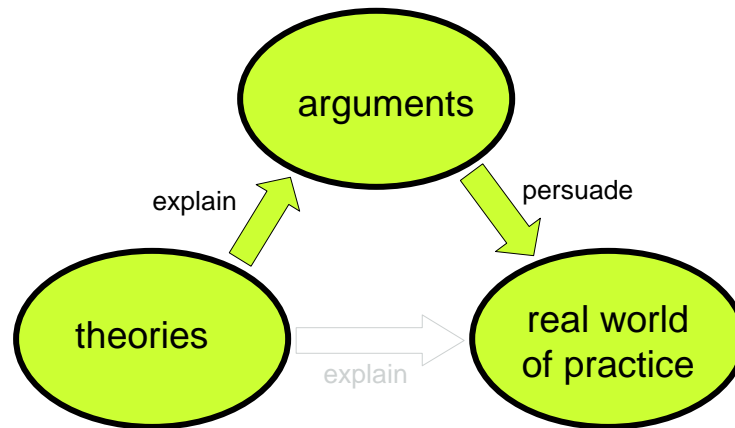 arguments
explain
persuade
theories
real world
of practice
explain